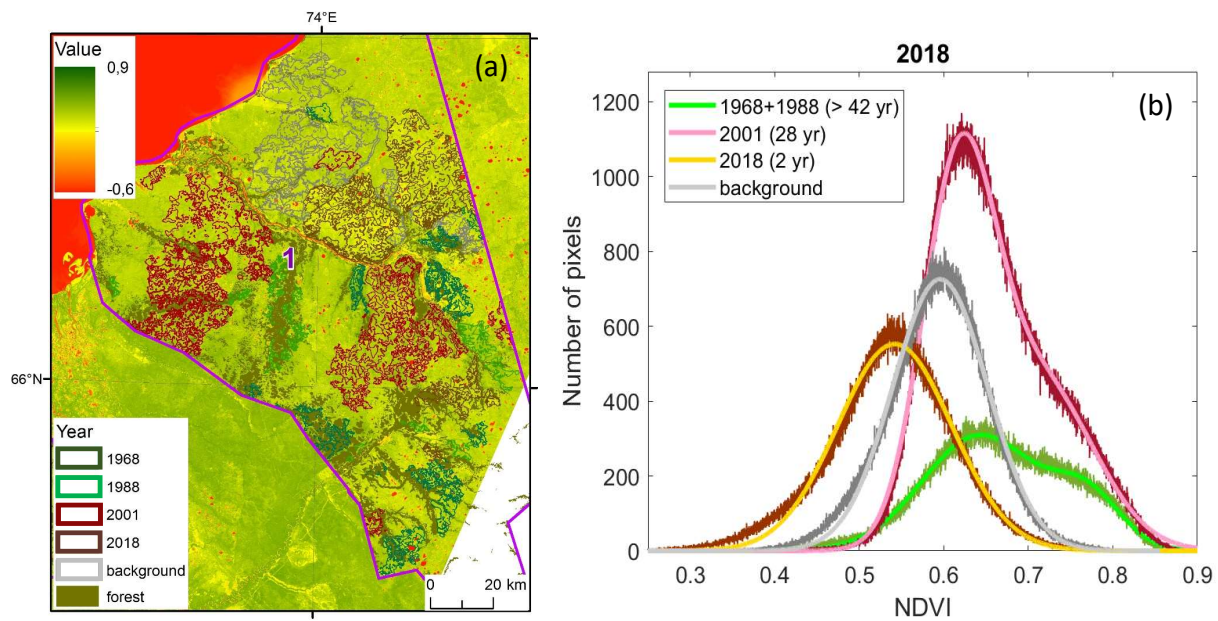 74°E
(a)
Value
0,9
-0,6
1
66°N
Year
1968
1988
2001
2018
background
forest
0 20 km
2018
(b)
1968+1988 (> 42 yr)
2001 (28 yr)
2018 (2 yr)
background
Number of pixels
1200
1000
800
600
400
200
0
0.3 0.4 0.5 0.6 0.7 0.8 0.9
NDVI